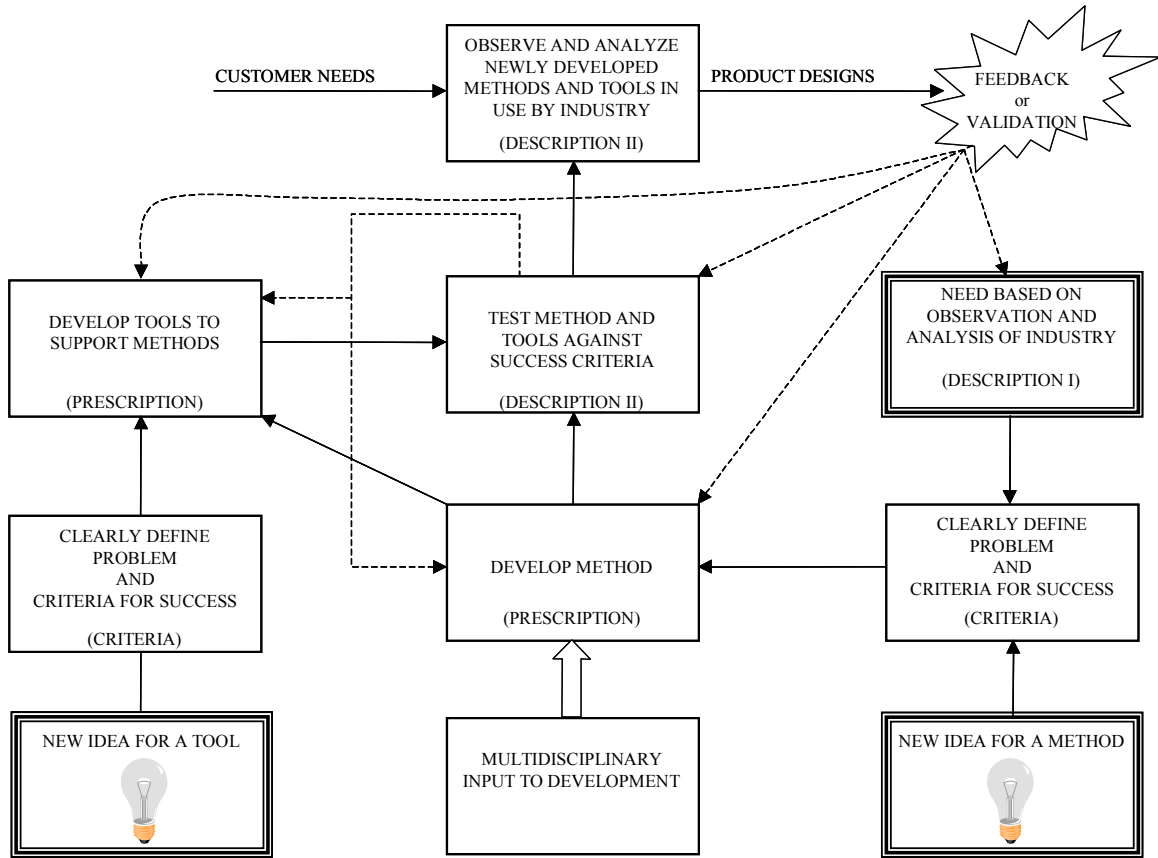 OBSERVE AND ANALYZE
NEWLY DEVELOPED
METHODS AND TOOLS IN
USE BY INDUSTRY
(DESCRIPTION II)
CUSTOMER NEEDS
PRODUCT DESIGNS
FEEDBACK
or
VALIDATION
DEVELOP TOOLS TO
SUPPORT METHODS
(PRESCRIPTION)
TEST METHOD AND
TOOLS AGAINST
SUCCESS CRITERIA
(DESCRIPTION II)
NEED BASED ON
OBSERVATION AND
ANALYSIS OF INDUSTRY
(DESCRIPTION I)
CLEARLY DEFINE
PROBLEM
AND
CRITERIA FOR SUCCESS
(CRITERIA)
DEVELOP METHOD
(PRESCRIPTION)
CLEARLY DEFINE
PROBLEM
AND
CRITERIA FOR SUCCESS
(CRITERIA)
NEW IDEA FOR A TOOL
MULTIDISCIPLINARY
INPUT TO DEVELOPMENT
NEW IDEA FOR A METHOD